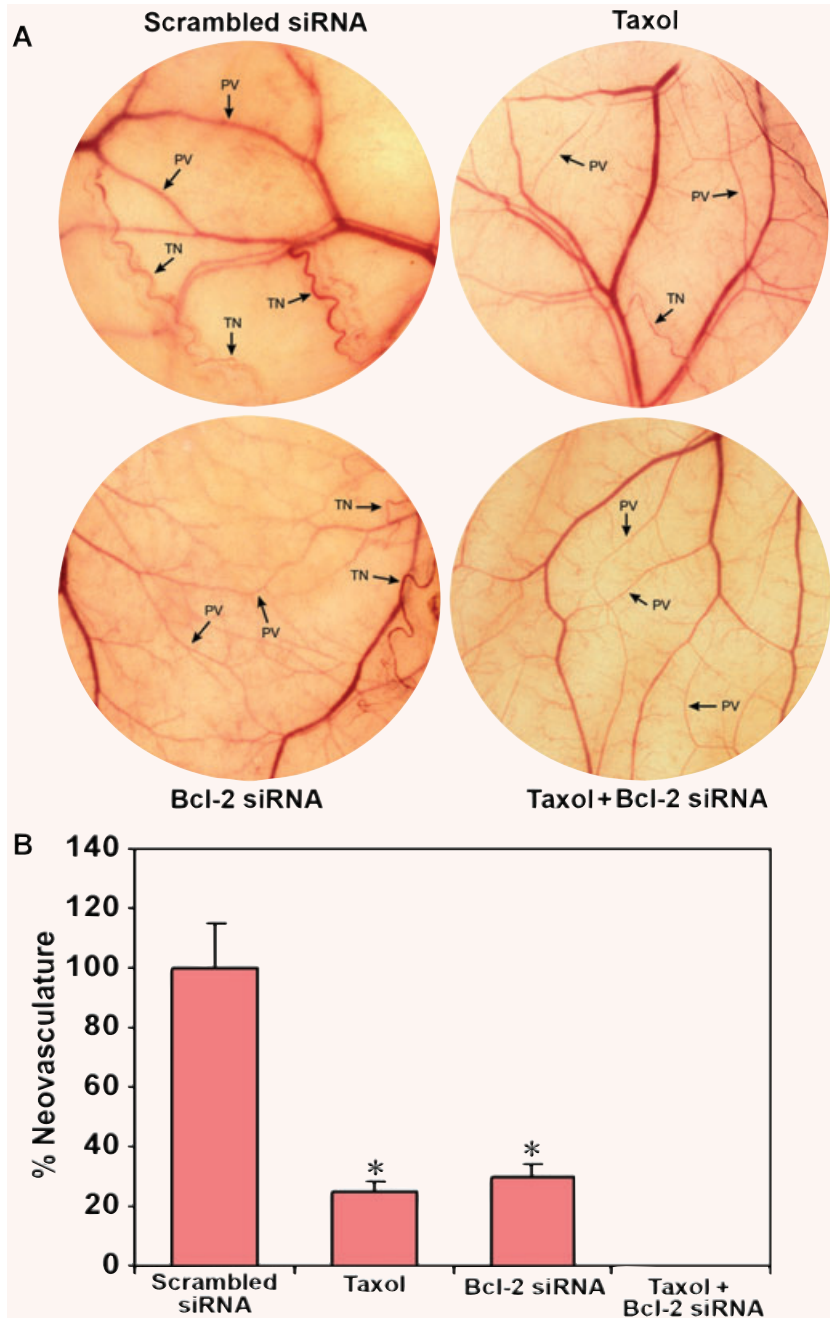 A
Scrambled siRNA
Taxol
PV
PV
TN
TN
TN
PV
PV
TN
TN
TN
PV
PV
PV
PV
PV
Bcl-2 siRNA
Taxol + Bcl-2 siRNA
B
% Neovasculature
140
120
100
80
60
40
20
0
*
*
Scrambled
siRNA
Taxol
Bcl-2 siRNA
Taxol +
Bcl-2 siRNA